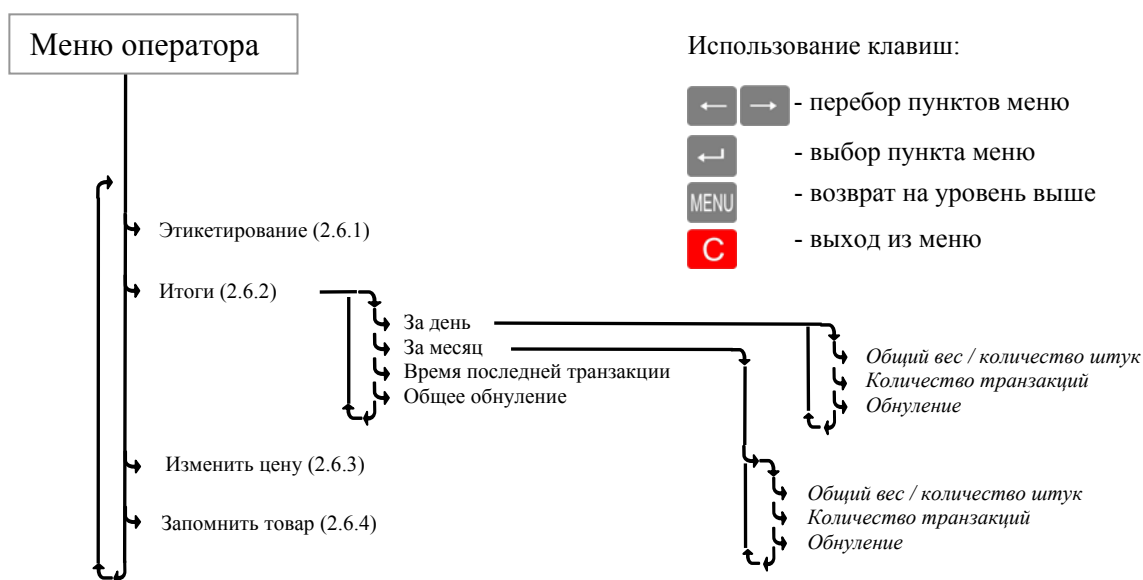 Меню оператора
Использование клавиш:
← → - перебор пунктов меню
↵ - выбор пункта меню
MENU - возврат на уровень выше
C - выход из меню
Этикетирование (2.6.1)
Итоги (2.6.2)
За день
За месяц
Время последней транзакции
Общее обнуление
Общий вес / количество штук
Количество транзакций
Обнуление
Изменить цену (2.6.3)
Запомнить товар (2.6.4)
Общий вес / количество штук
Количество транзакций
Обнуление